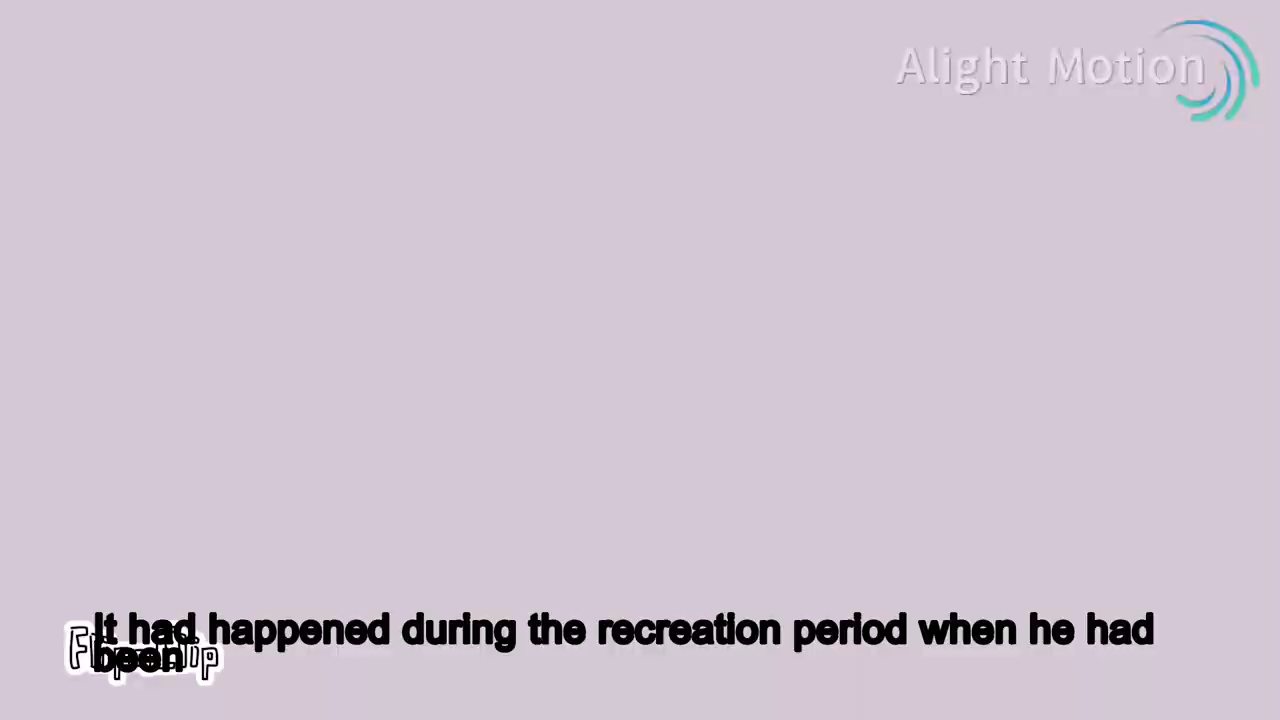 Alight Motion
It had happened during the recreation period when he had
been